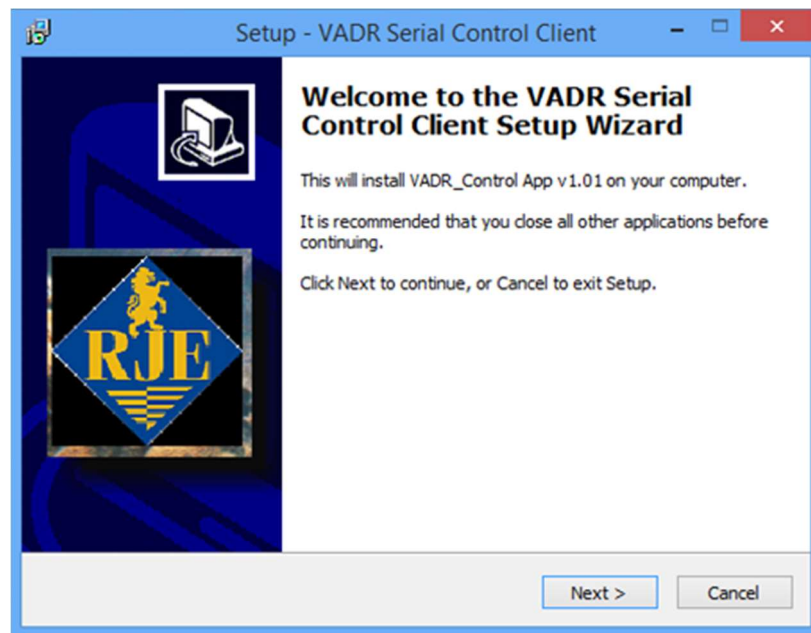 Setup - VADR Serial Control Client
Welcome to the VADR Serial
Control Client Setup Wizard
This will install VADR_Control App v1.01 on your computer.
It is recommended that you close all other applications before
continuing.
Click Next to continue, or Cancel to exit Setup.
RJE
Next >
Cancel